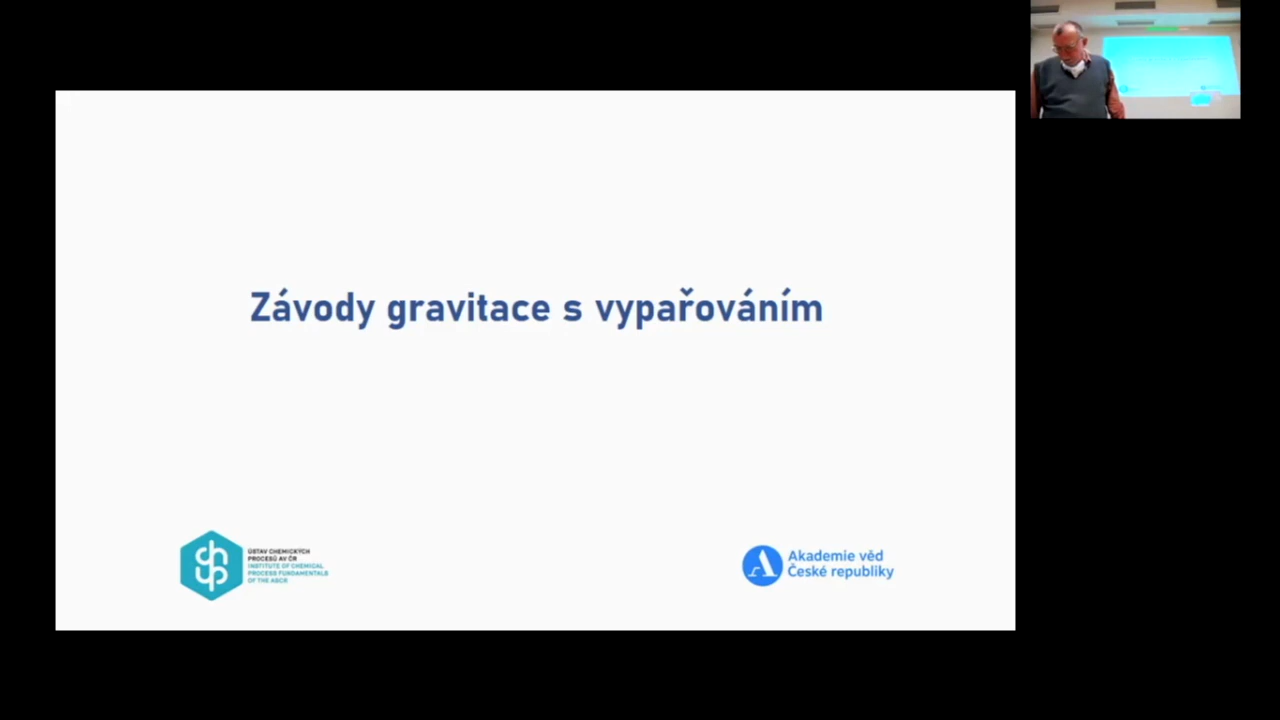 Závody gravitace s vypařováním
ÚSTAV CHEMICKÝCH
PROCESŮ AV ČR
INSTITUTE OF CHEMICAL
PROCESS FUNDAMENTALS
OF THE ASCR
Akademie věd
České republiky